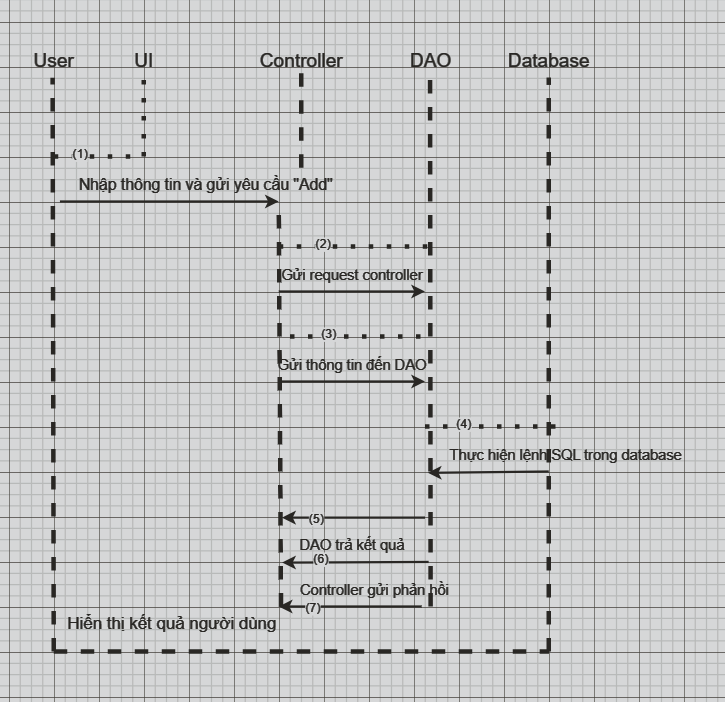 User UI Controller DAO Database
(1)
Nhập thông tin và gửi yêu cầu "Add"
(2)
Gửi request controller
(3)
Gửi thông tin đến DAO
(4)
Thực hiện lệnh SQL trong database
(5)
DAO trả kết quả
(6)
Controller gửi phản hồi
(7)
Hiển thị kết quả người dùng